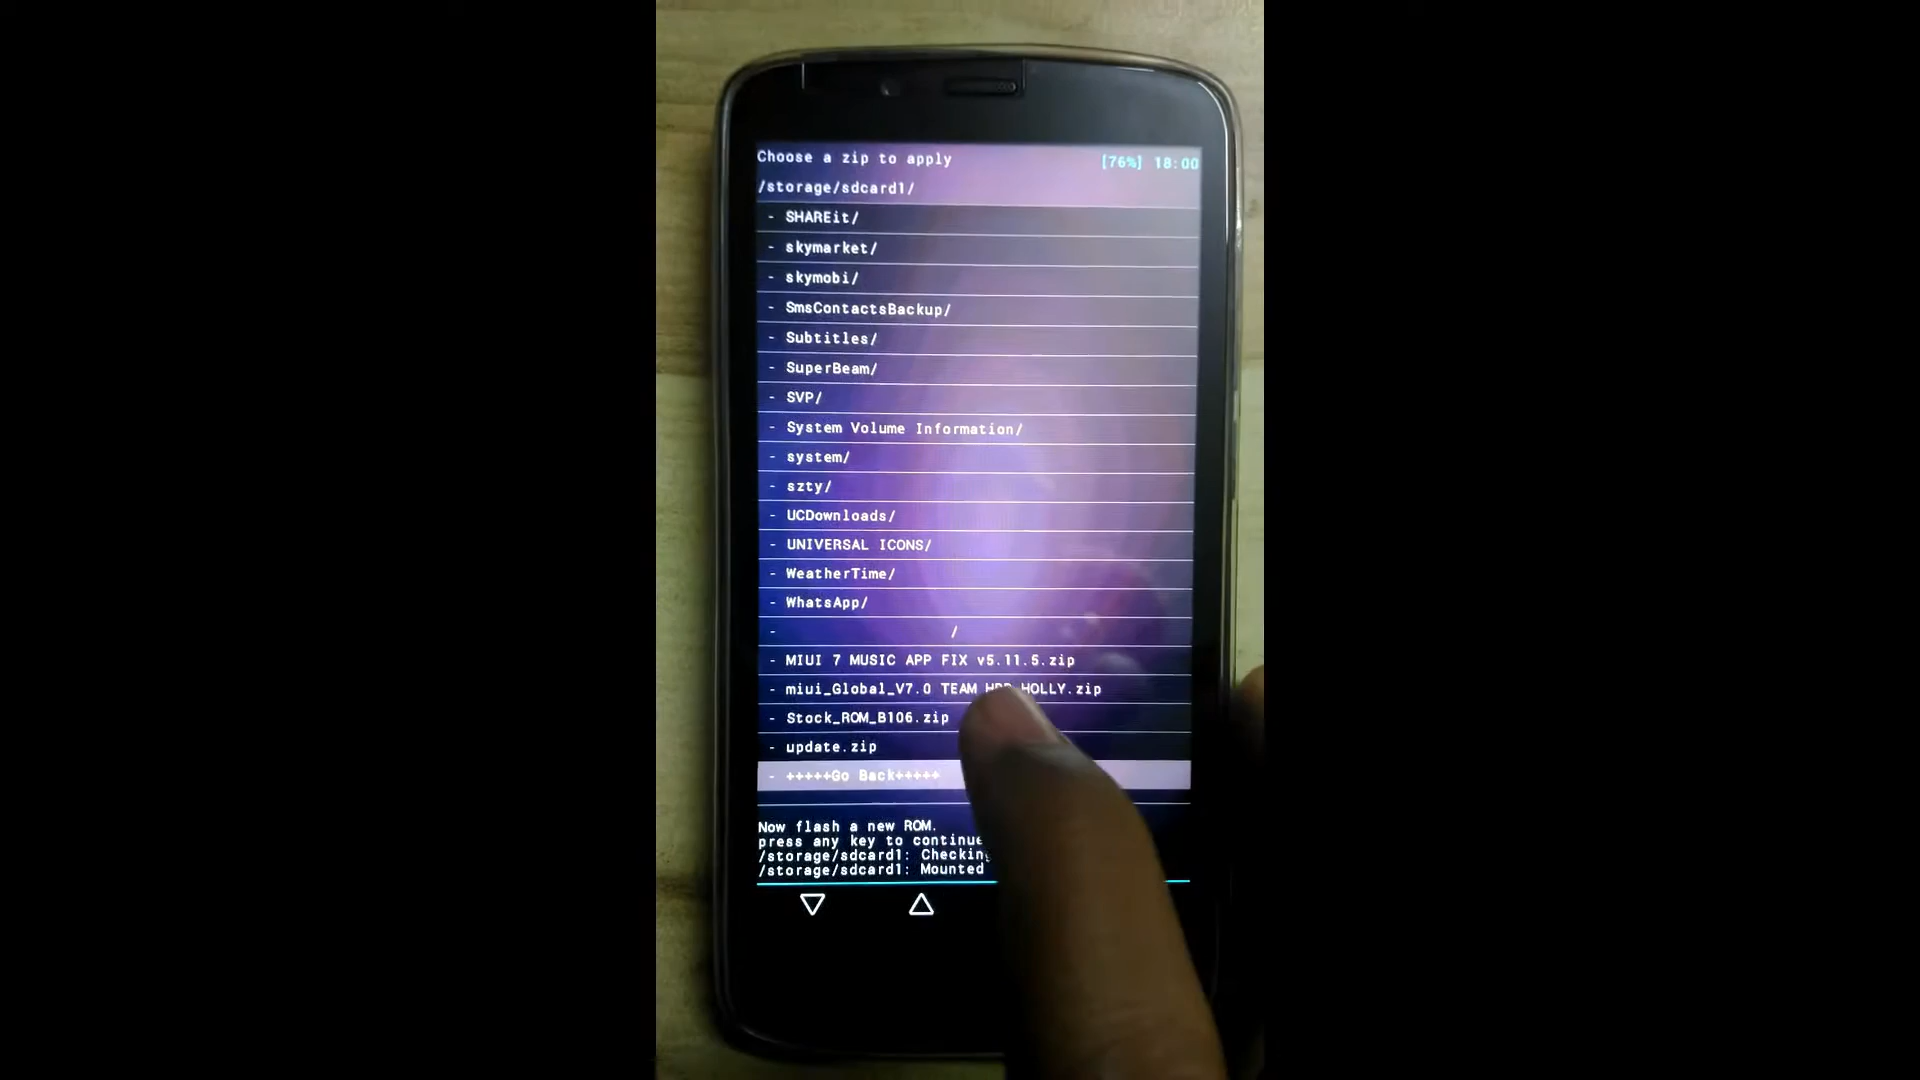 Choose a zip to apply [76%] 18:00
/storage/sdcard1/
- SHAREit/
- skymarket/
- skymobi/
- SmsContactsBackup/
- Subtitles/
- SuperBeam/
- SVP/
- System Volume Information/
- system/
- szty/
- UCDownloads/
- UNIVERSAL ICONS/
- WeatherTime/
- WhatsApp/
- /
- MIUI 7 MUSIC APP FIX v5.11.5.zip
- miui_Global_V7.0 TEAM HOLLY.zip
- Stock_ROM_B106.zip
- update.zip
- +++++Go Back+++++
Now flash a new ROM.
press any key to continue
/storage/sdcard1: Checking
/storage/sdcard1: Mounted